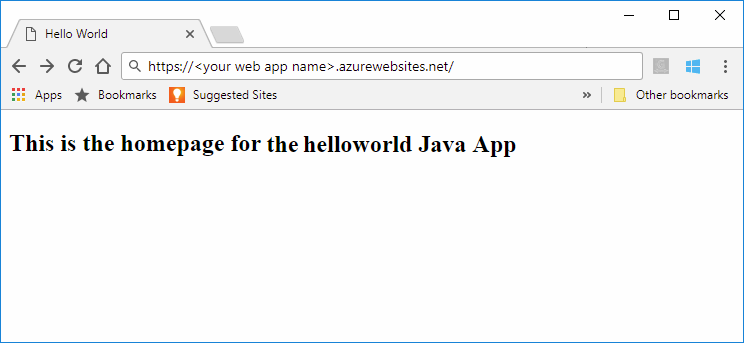 Hello World
https://<your web app name>.azurewebsites.net/
Apps Bookmarks Suggested Sites » Other bookmarks
This is the homepage for the helloworld Java App